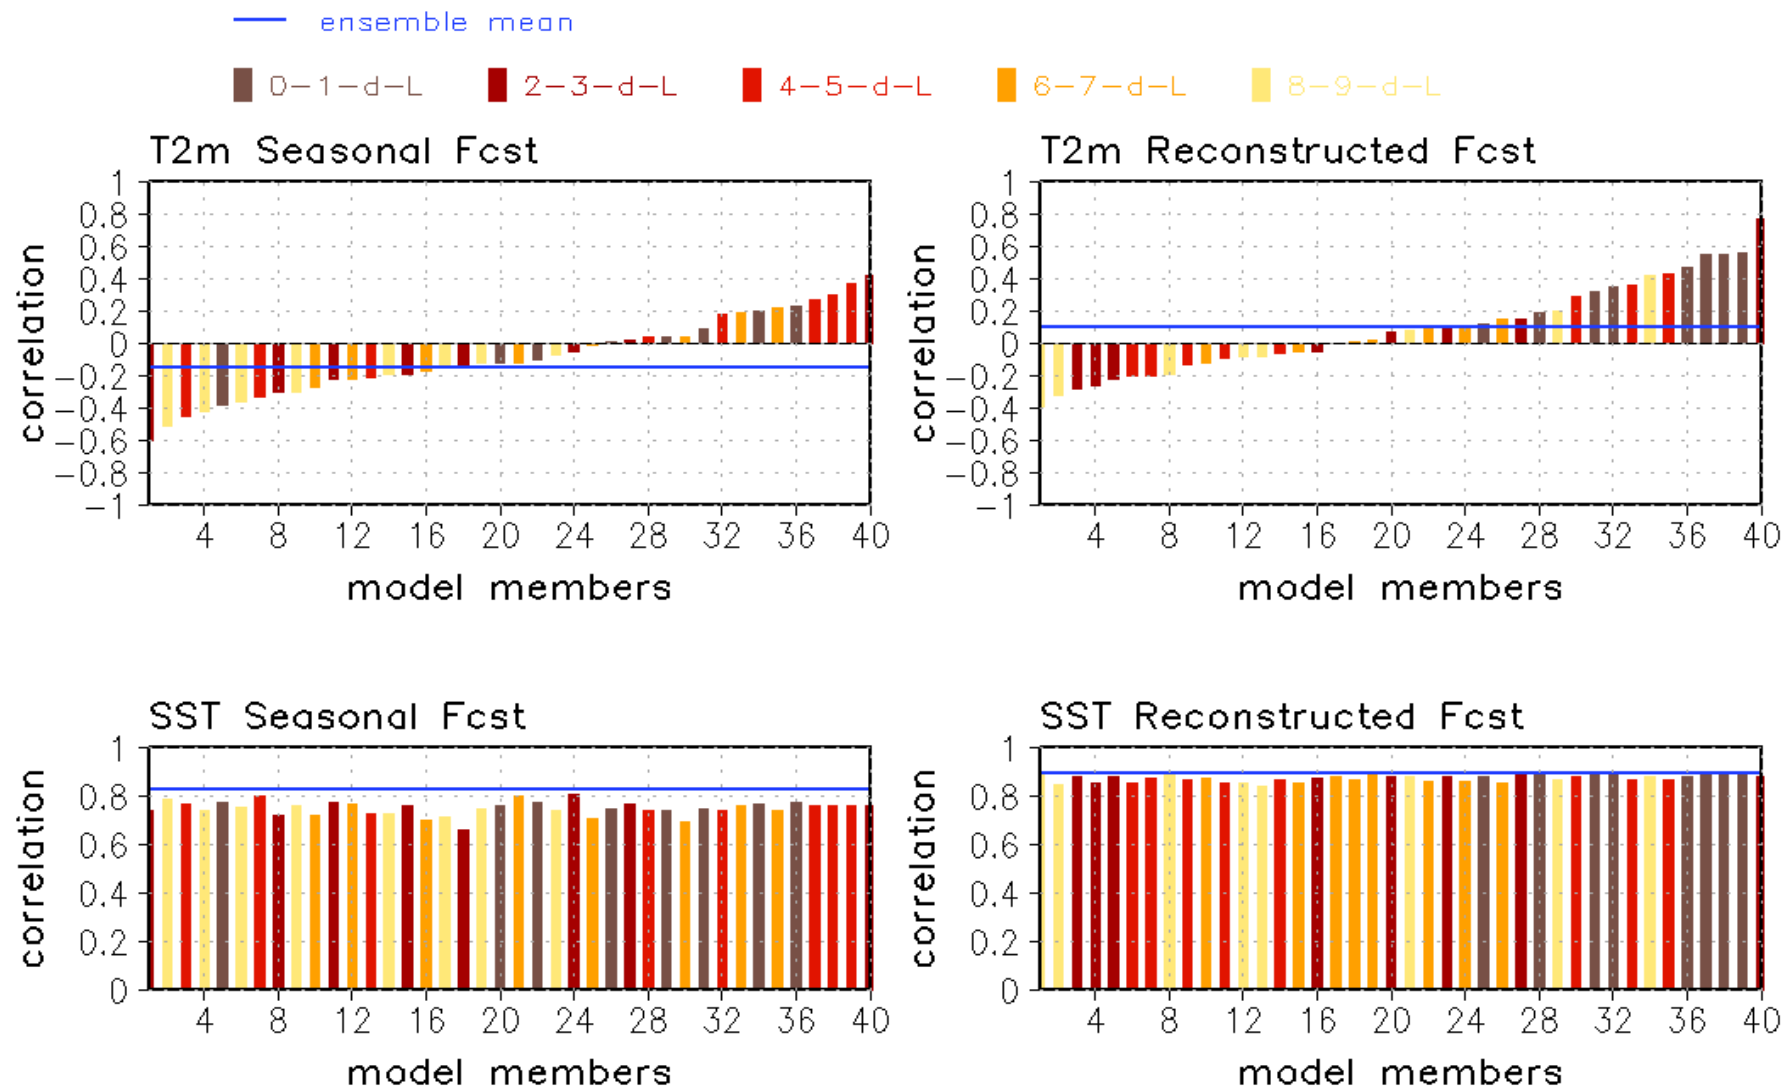 ensemble mean
0-1-d-L 2-3-d-L 4-5-d-L 6-7-d-L 8-9-d-L
T2m Seasonal Fcst
1
0.8
0.6
0.4
0.2
0
-0.2
-0.4
-0.6
-0.8
-1
correlation
4 8 12 16 20 24 28 32 36 40
model members
T2m Reconstructed Fcst
1
0.8
0.6
0.4
0.2
0
-0.2
-0.4
-0.6
-0.8
-1
correlation
4 8 12 16 20 24 28 32 36 40
model members
SST Seasonal Fcst
1
0.8
0.6
0.4
0.2
0
correlation
4 8 12 16 20 24 28 32 36 40
model members
SST Reconstructed Fcst
1
0.8
0.6
0.4
0.2
0
correlation
4 8 12 16 20 24 28 32 36 40
model members